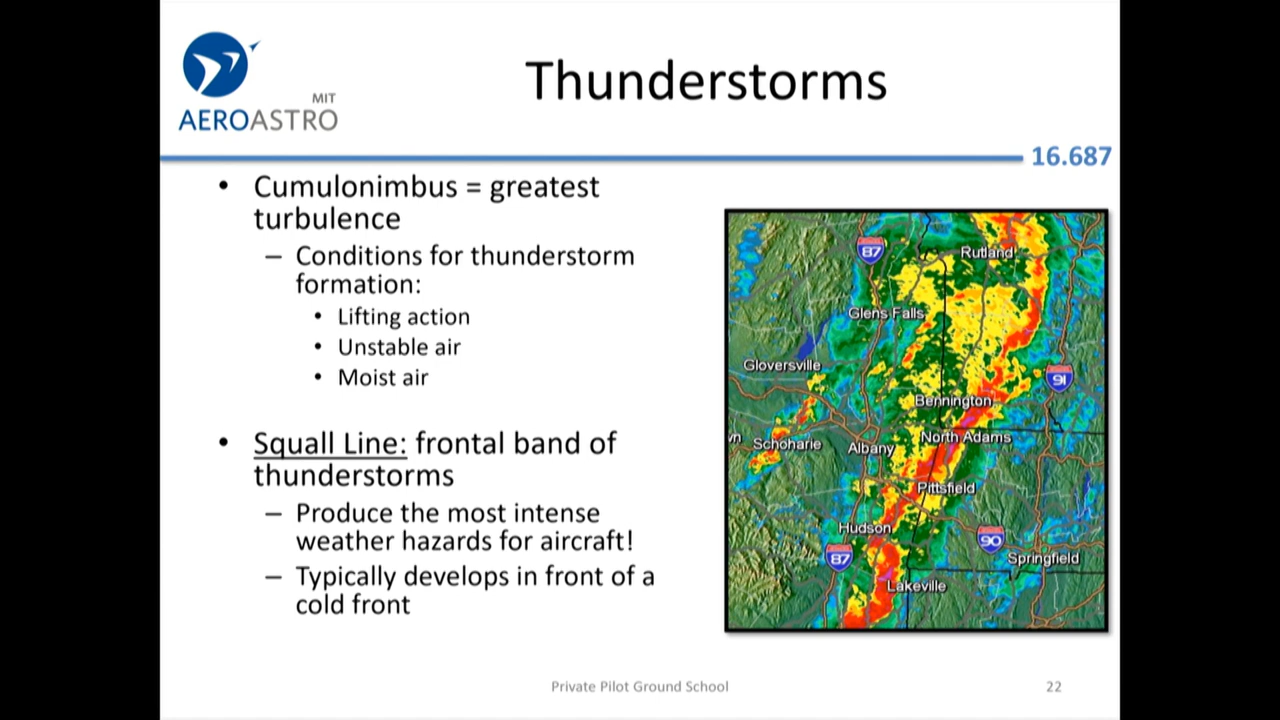 MIT
AEROASTRO
Thunderstorms
16.687
• Cumulonimbus = greatest
turbulence
– Conditions for thunderstorm
formation:
• Lifting action
• Unstable air
• Moist air
• Squall Line: frontal band of
thunderstorms
– Produce the most intense
weather hazards for aircraft!
– Typically develops in front of a
cold front
87
Rutland
Glens Falls
Gloversville
91
Bennington
wn
Schoharie
Albany
North Adams
Pittsfield
Hudson
90
87
Springfield
Lakeville
Private Pilot Ground School
22